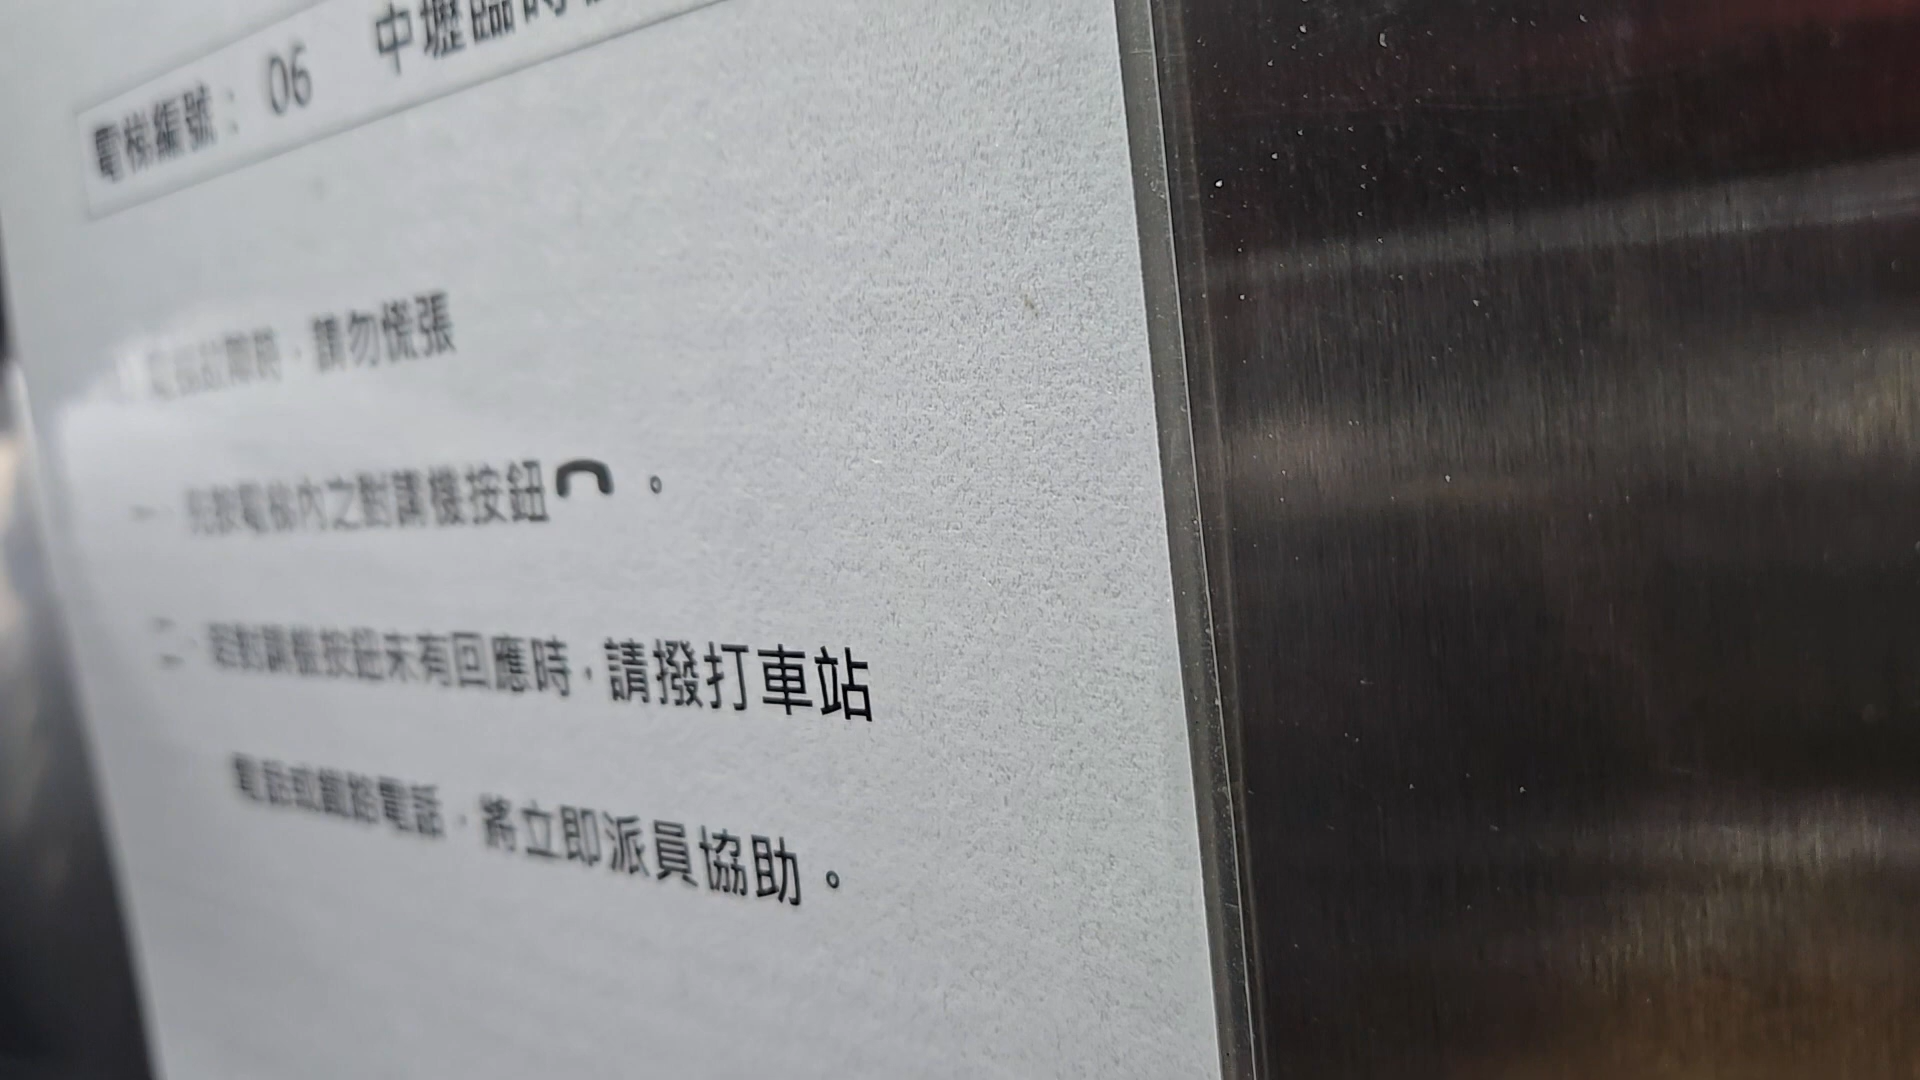 電梯編號： 06 中壢臨時
電梯故障時，請勿慌張
一、先按電梯內之對講機按鈕。
二、若對講機按鈕未有回應時，請撥打車站
電話或鐵路電話，將立即派員協助。